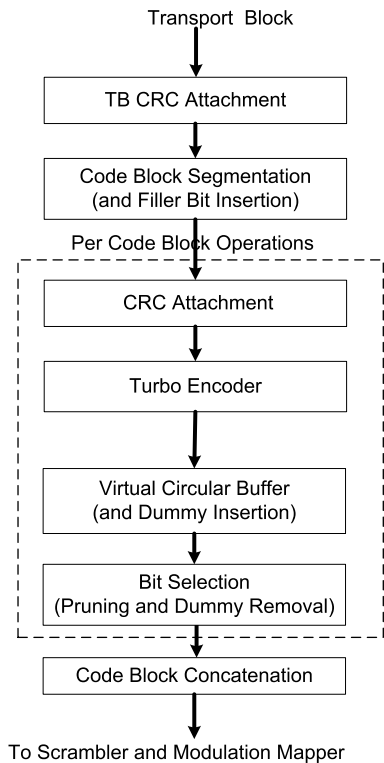 Transport Block
TB CRC Attachment
Code Block Segmentation
(and Filler Bit Insertion)
Per Code Block Operations
CRC Attachment
Turbo Encoder
Virtual Circular Buffer
(and Dummy Insertion)
Bit Selection
(Pruning and Dummy Removal)
Code Block Concatenation
To Scrambler and Modulation Mapper